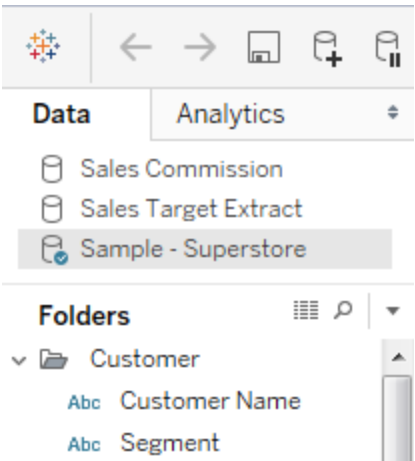 Data Analytics
Sales Commission
Sales Target Extract
Sample - Superstore
Folders
Customer
Abc Customer Name
Abc Segment